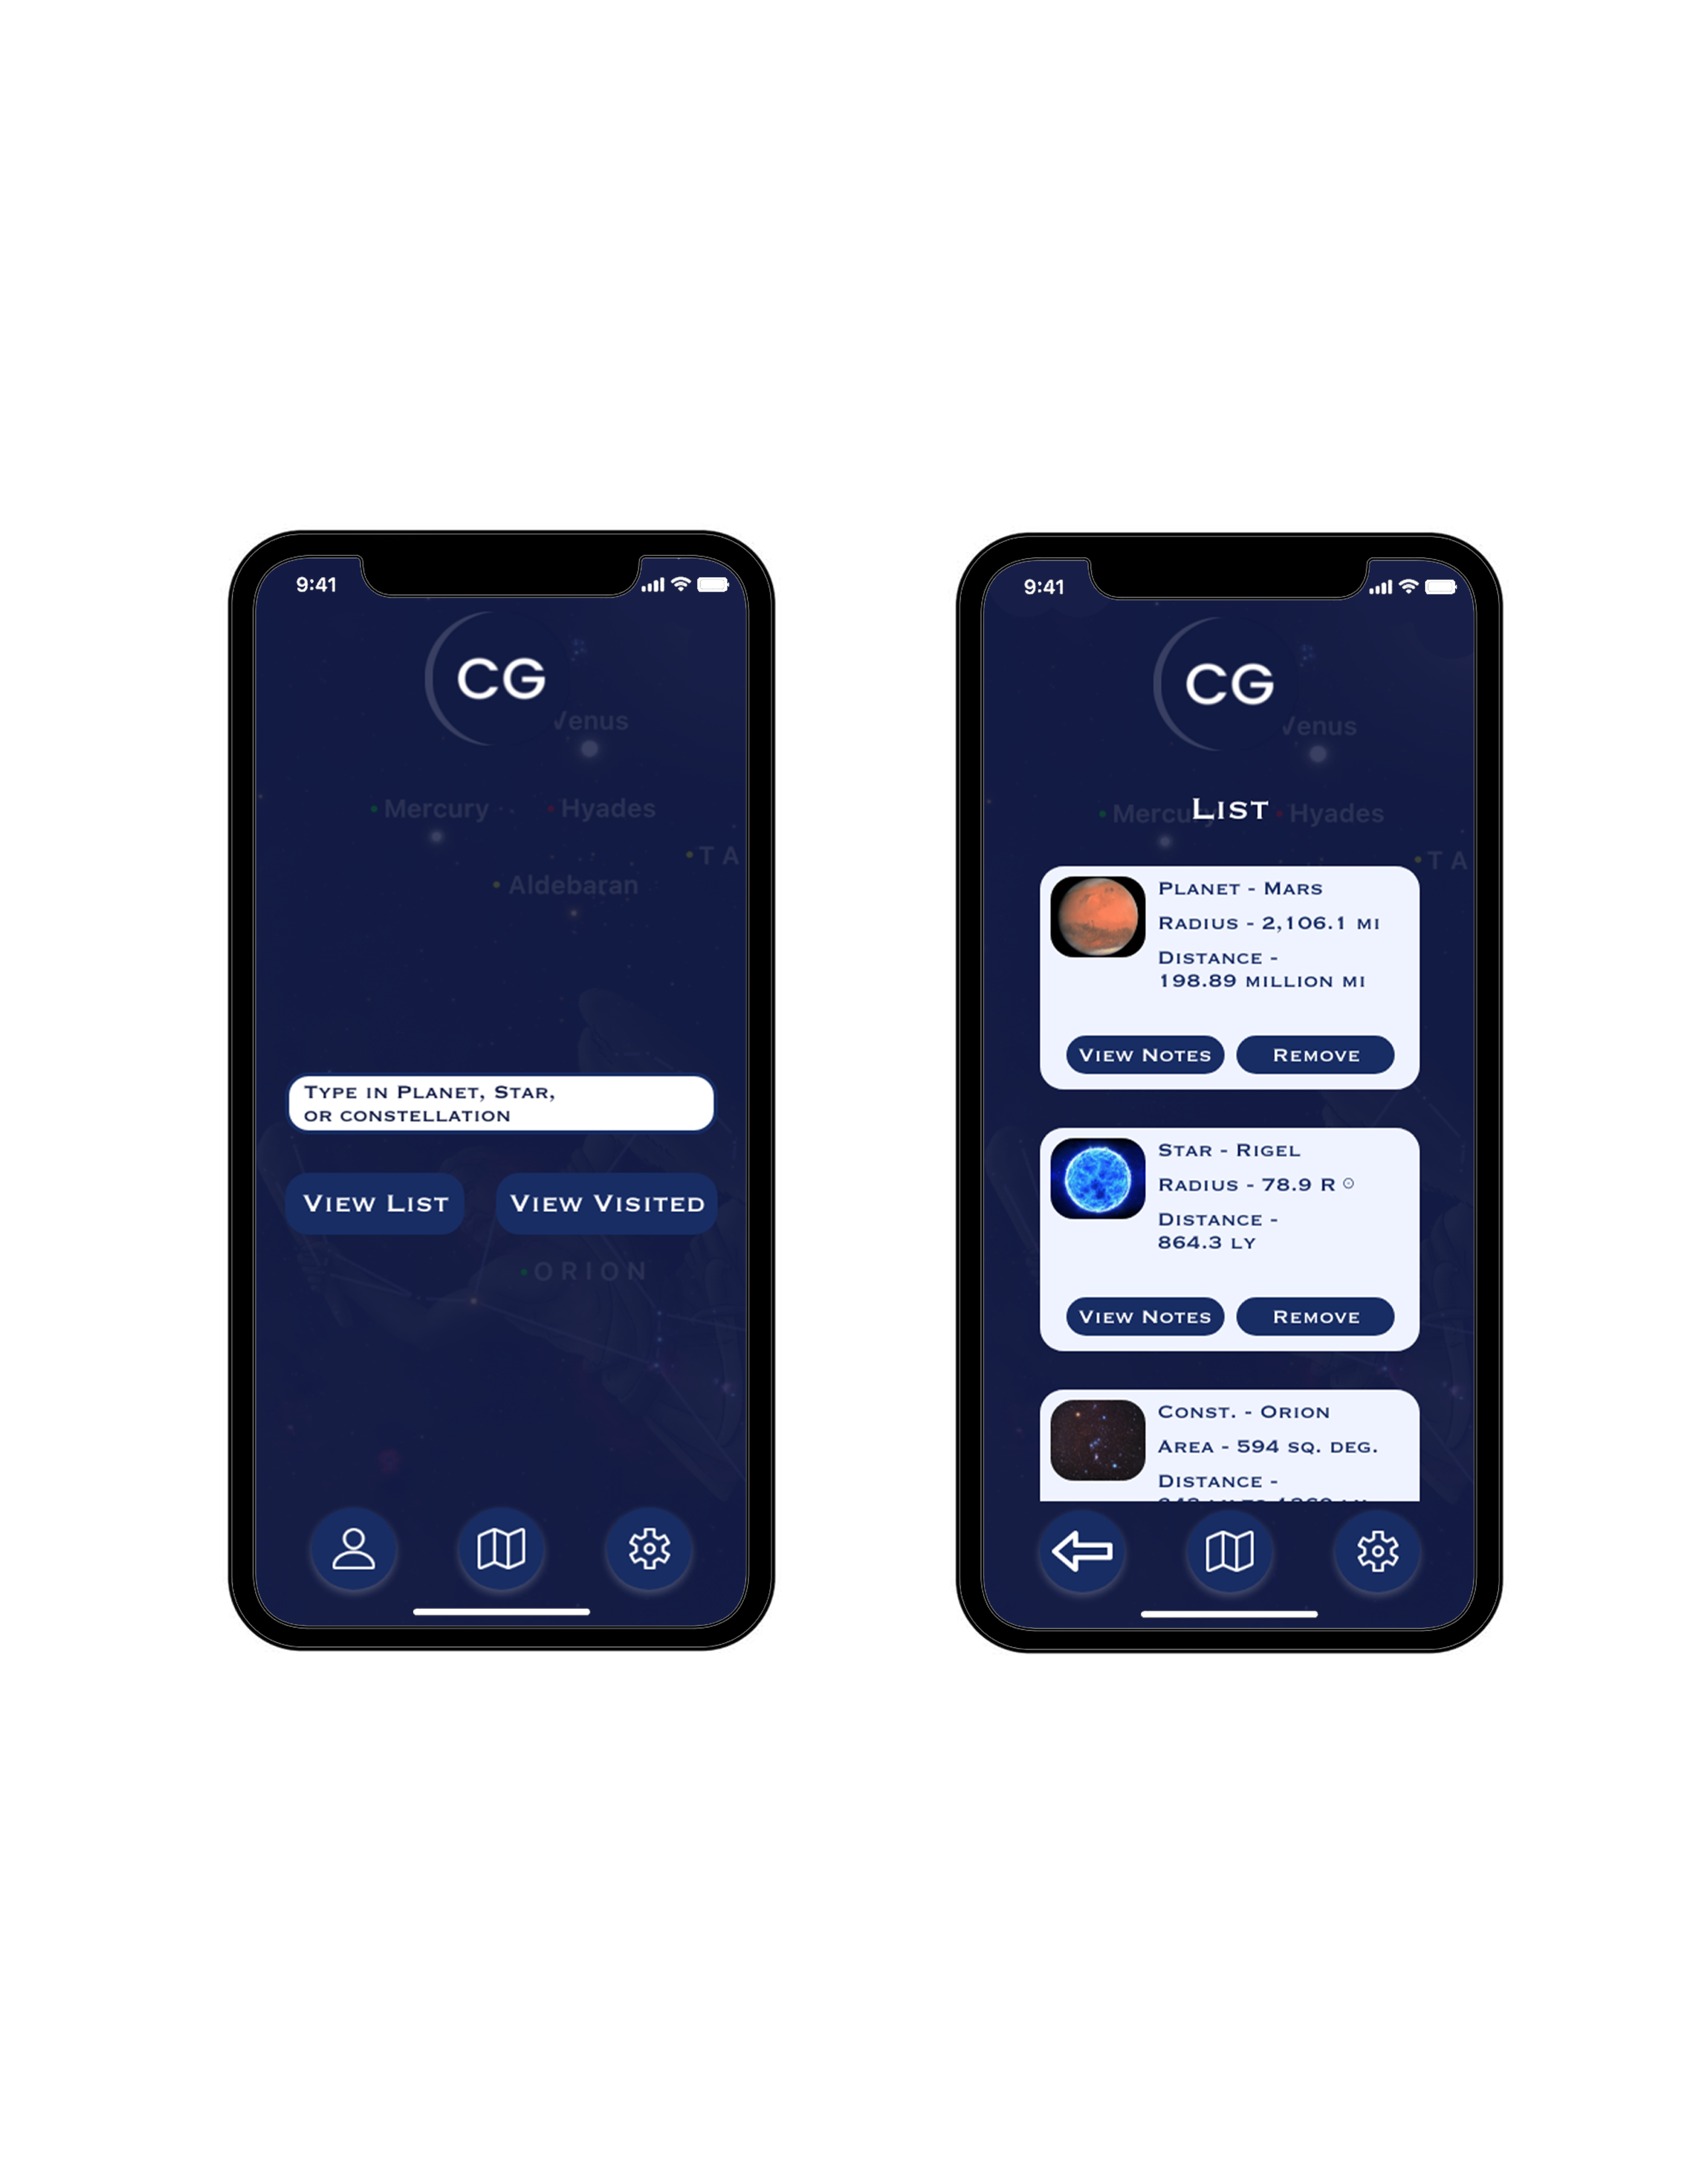 9:41
CG
Venus
Mercury
Hyades
T A
Aldebaran
Type in Planet, Star,
or constellation
View List
View Visited
ORION
9:41
CG
Venus
Mercury
List
Hyades
T A
Planet - Mars
Radius - 2,106.1 mi
Distance -
198.89 million mi
View Notes
Remove
Star - Rigel
Radius - 78.9 R ☉
Distance -
864.3 ly
View Notes
Remove
Const. - Orion
Area - 594 sq. deg.
Distance -